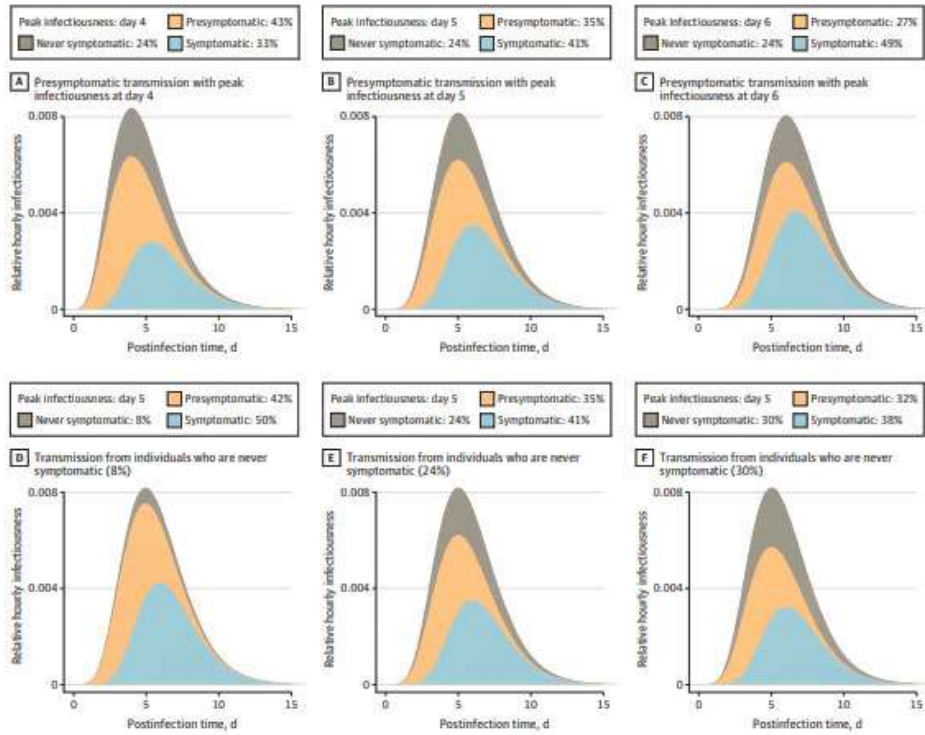 Peak infectiousness: day 4 Presymptomatic: 43%
Never symptomatic: 24% Symptomatic: 33%
A Presymptomatic transmission with peak
infectiousness at day 4
0.008
0.004
0
Relative hourly infectiousness
0 5 10 15
Postinfection time, d
Peak infectiousness: day 5 Presymptomatic: 35%
Never symptomatic: 24% Symptomatic: 41%
B Presymptomatic transmission with peak
infectiousness at day 5
0.008
0.004
0
Relative hourly infectiousness
0 5 10 15
Postinfection time, d
Peak infectiousness: day 6 Presymptomatic: 27%
Never symptomatic: 24% Symptomatic: 49%
C Presymptomatic transmission with peak
infectiousness at day 6
0.008
0.004
0
Relative hourly infectiousness
0 5 10 15
Postinfection time, d
Peak infectiousness: day 5 Presymptomatic: 42%
Never symptomatic: 8% Symptomatic: 50%
D Transmission from individuals who are never
symptomatic (8%)
0.008
0.004
0
Relative hourly infectiousness
0 5 10 15
Postinfection time, d
Peak infectiousness: day 5 Presymptomatic: 35%
Never symptomatic: 24% Symptomatic: 41%
E Transmission from individuals who are never
symptomatic (24%)
0.008
0.004
0
Relative hourly infectiousness
0 5 10 15
Postinfection time, d
Peak infectiousness: day 5 Presymptomatic: 32%
Never symptomatic: 30% Symptomatic: 38%
F Transmission from individuals who are never
symptomatic (30%)
0.008
0.004
0
Relative hourly infectiousness
0 5 10 15
Postinfection time, d